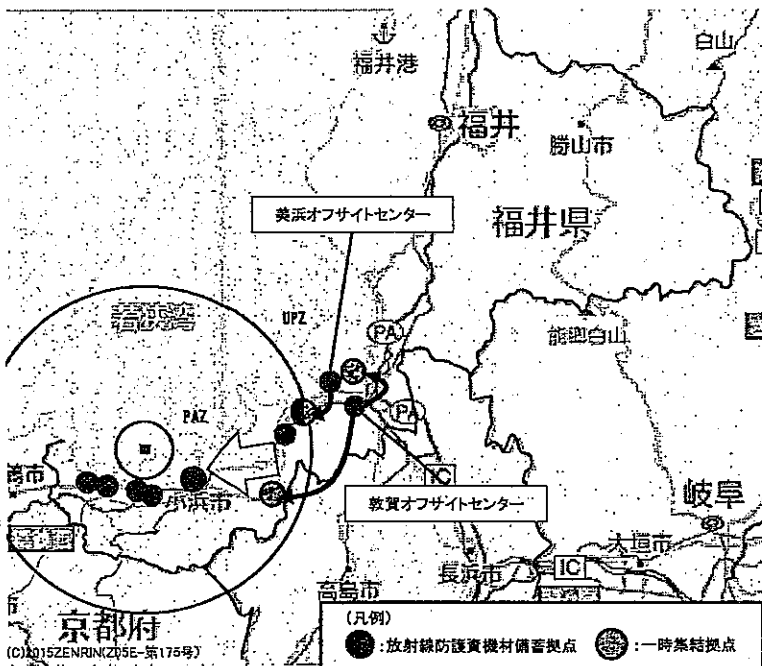 白山
福井港
福井
勝山市
美浜オフサイトセンター
福井県
若狭湾
UPZ
能郷白山
PA
PAZ
PA
小浜市
IC
敦賀オフサイトセンター
岐阜
大垣市
長浜市
IC
高島市
京都府
(C)2015ZENRIN(Z05E-第175号)
(凡例)
:放射線防護資機材備蓄拠点
:一時集結拠点